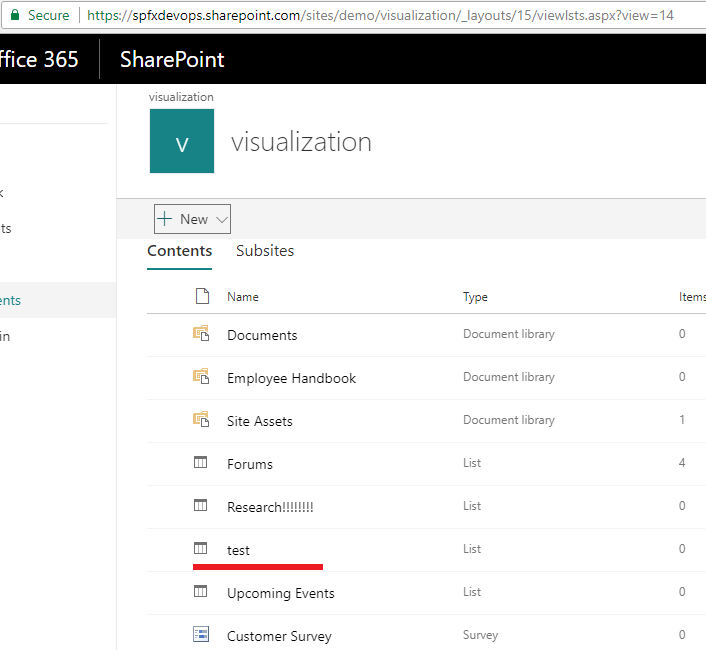 Secure https://spfxdevops.sharepoint.com/sites/demo/visualization/_layouts/15/viewlsts.aspx?view=14
ffice 365 SharePoint
visualization
V visualization
New
Contents Subsites
Name Type Items
Documents Document library 0
Employee Handbook Document library 0
Site Assets Document library 1
Forums List 4
Research!!!!!!!! List 0
test List 0
Upcoming Events List 0
Customer Survey Survey 0
k
ts
ents
in